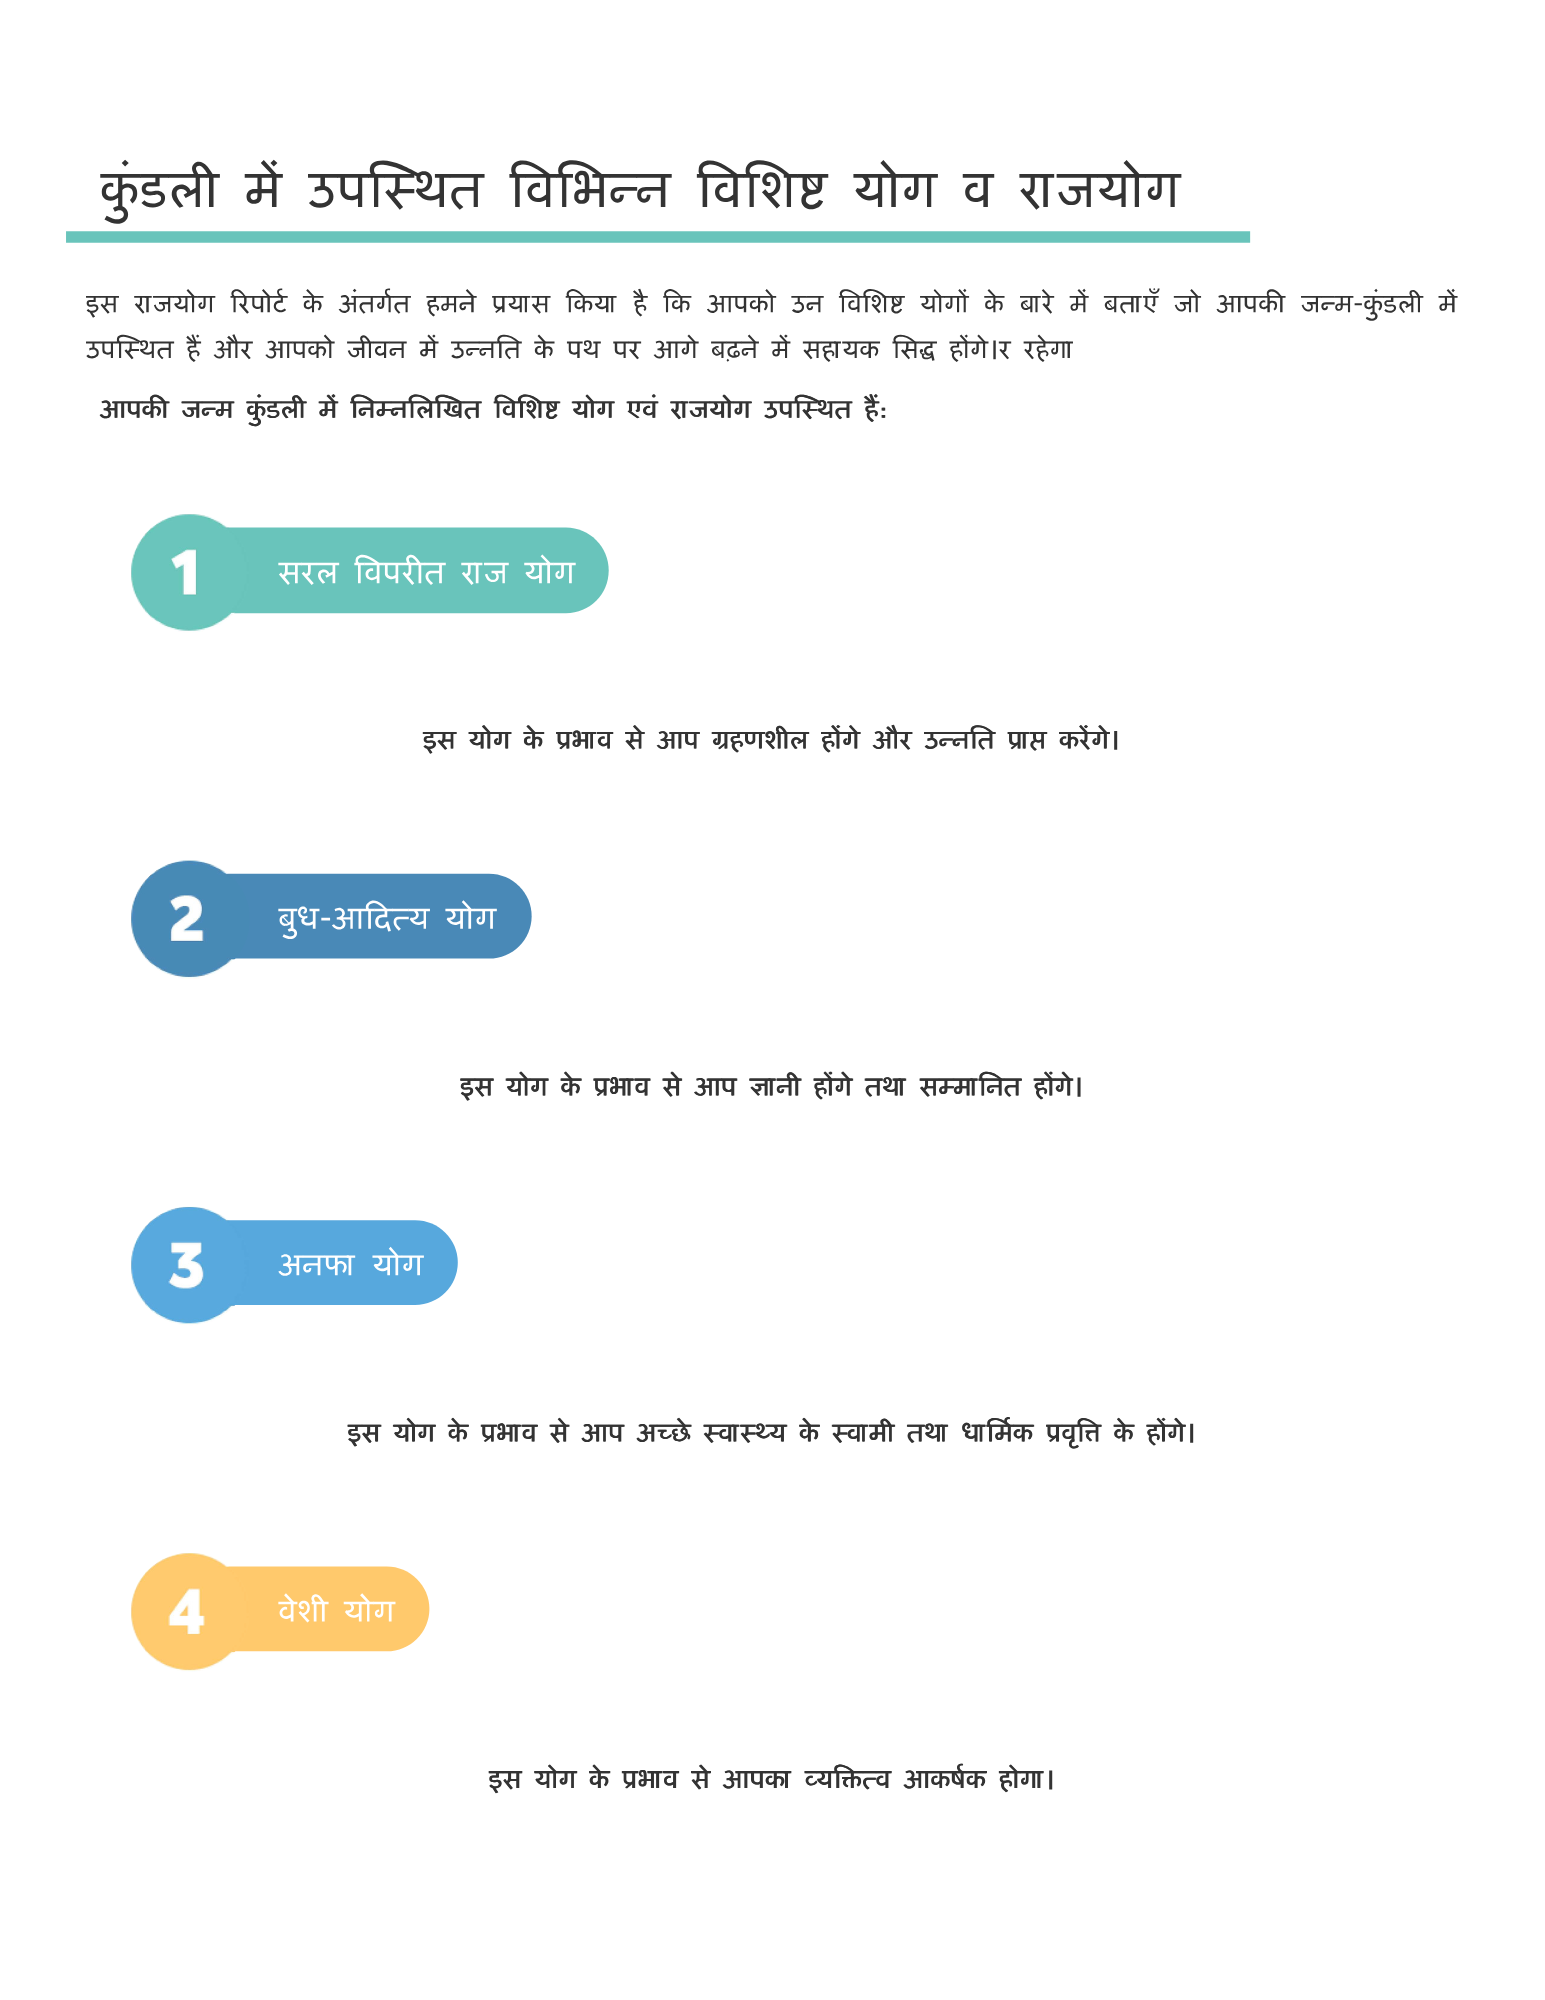 कुंडली में उपस्थित विभिन्न विशिष्ट योग व राजयोग
इस राजयोग रिपोर्ट के अंतर्गत हमने प्रयास किया है कि आपको उन विशिष्ट योगों के बारे में बताएँ जो आपकी जन्म-कुंडली में
उपस्थित हैं और आपको जीवन में उन्नति के पथ पर आगे बढ़ने में सहायक सिद्ध होंगे।र रहेगा
आपकी जन्म कुंडली में निम्नलिखित विशिष्ट योग एवं राजयोग उपस्थित हैं:
1 सरल विपरीत राज योग
इस योग के प्रभाव से आप ग्रहणशील होंगे और उन्नति प्राप्त करेंगे।
2 बुध-आदित्य योग
इस योग के प्रभाव से आप ज्ञानी होंगे तथा सम्मानित होंगे।
3 अनफा योग
इस योग के प्रभाव से आप अच्छे स्वास्थ्य के स्वामी तथा धार्मिक प्रवृत्ति के होंगे।
4 वेशी योग
इस योग के प्रभाव से आपका व्यक्तित्व आकर्षक होगा।